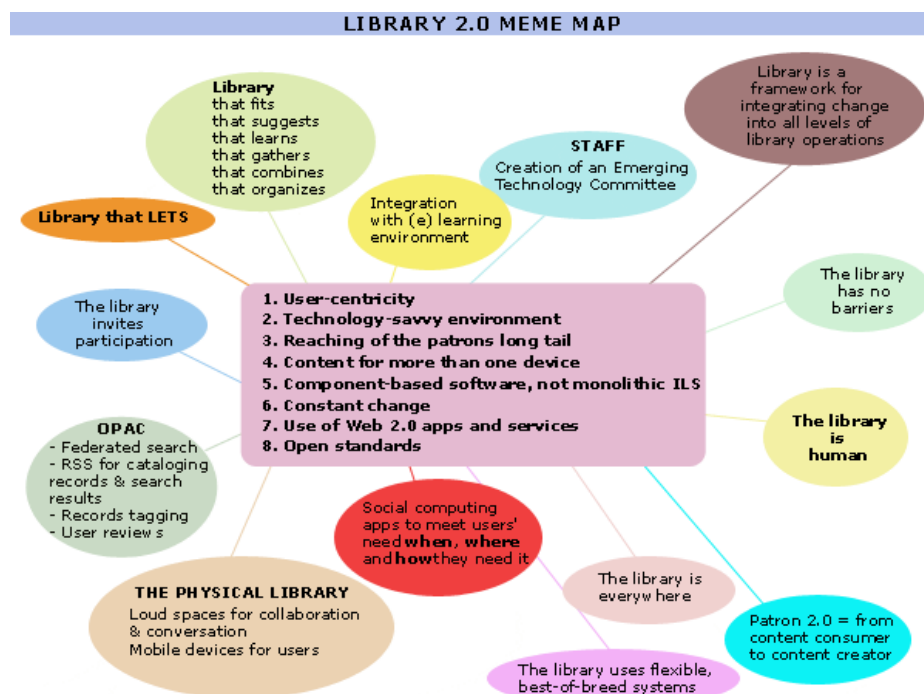 LIBRARY 2.0 MEME MAP
Library
that fits
that suggests
that learns
that gathers
that combines
that organizes
Library is a
framework for
integrating change
into all levels of
library operations
STAFF
Creation of an Emerging
Technology Committee
Integration
with (e) learning
environment
Library that LETS
The library
invites
participation
The library
has no
barriers
1. User-centricity
2. Technology-savvy environment
3. Reaching of the patrons long tail
4. Content for more than one device
5. Component-based software, not monolithic ILS
6. Constant change
7. Use of Web 2.0 apps and services
8. Open standards
The library
is
human
OPAC
- Federated search
- RSS for cataloging
records & search
results
- Records tagging
- User reviews
Social computing
apps to meet users'
need when, where
and how they need it
THE PHYSICAL LIBRARY
Loud spaces for collaboration
& conversation
Mobile devices for users
The library is
everywhere
Patron 2.0 = from
content consumer
to content creator
The library uses flexible,
best-of-breed systems